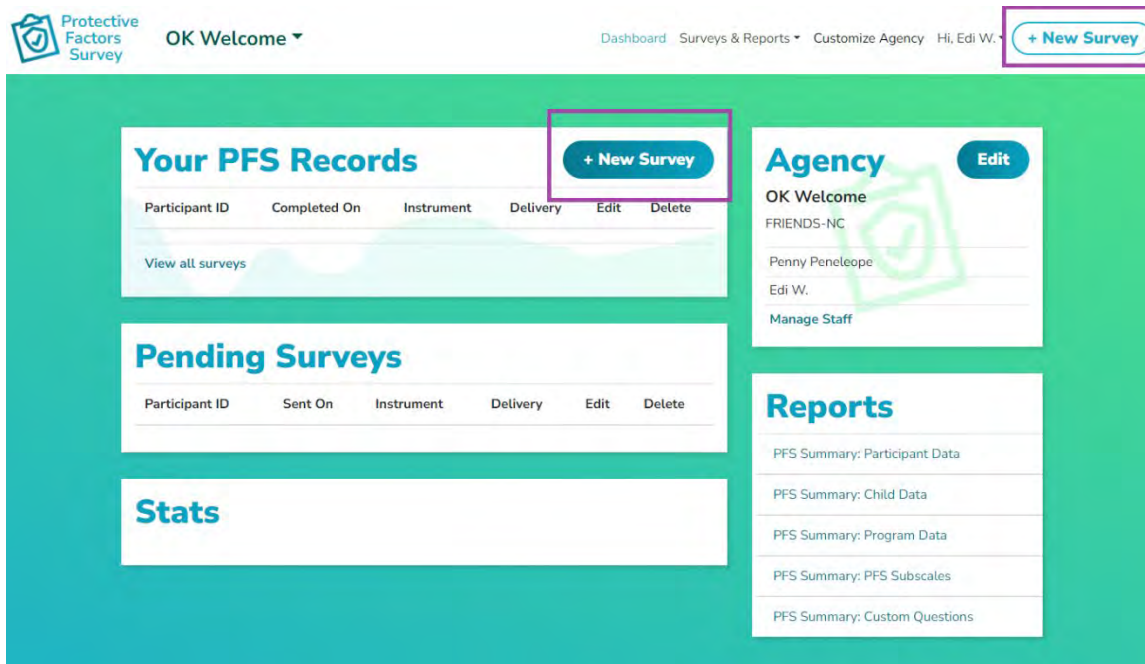 Protective
Factors
Survey
OK Welcome
Dashboard Surveys & Reports Customize Agency Hi, Edi W. + New Survey
Your PFS Records + New Survey
Participant ID Completed On Instrument Delivery Edit Delete
View all surveys
Pending Surveys
Participant ID Sent On Instrument Delivery Edit Delete
Stats
Agency Edit
OK Welcome
FRIENDS-NC
Penny Peneleope
Edi W.
Manage Staff
Reports
PFS Summary: Participant Data
PFS Summary: Child Data
PFS Summary: Program Data
PFS Summary: PFS Subscales
PFS Summary: Custom Questions